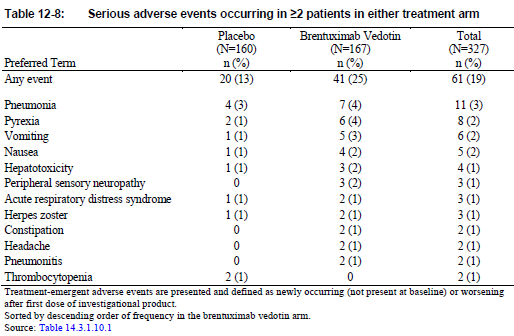 Table 12-8: Serious adverse events occurring in ≥2 patients in either treatment arm
Placebo Brentuximab Vedotin Total
(N=160) (N=167) (N=327)
Preferred Term n (%) n (%) n (%)
Any event 20 (13) 41 (25) 61 (19)
Pneumonia 4 (3) 7 (4) 11 (3)
Pyrexia 2 (1) 6 (4) 8 (2)
Vomiting 1 (1) 5 (3) 6 (2)
Nausea 1 (1) 4 (2) 5 (2)
Hepatotoxicity 1 (1) 3 (2) 4 (1)
Peripheral sensory neuropathy 0 3 (2) 3 (1)
Acute respiratory distress syndrome 1 (1) 2 (1) 3 (1)
Herpes zoster 1 (1) 2 (1) 3 (1)
Constipation 0 2 (1) 2 (1)
Headache 0 2 (1) 2 (1)
Pneumonitis 0 2 (1) 2 (1)
Thrombocytopenia 2 (1) 0 2 (1)
Treatment-emergent adverse events are presented and defined as newly occurring (not present at baseline) or worsening
after first dose of investigational product.
Sorted by descending order of frequency in the brentuximab vedotin arm.
Source: Table 14.3.1.10.1